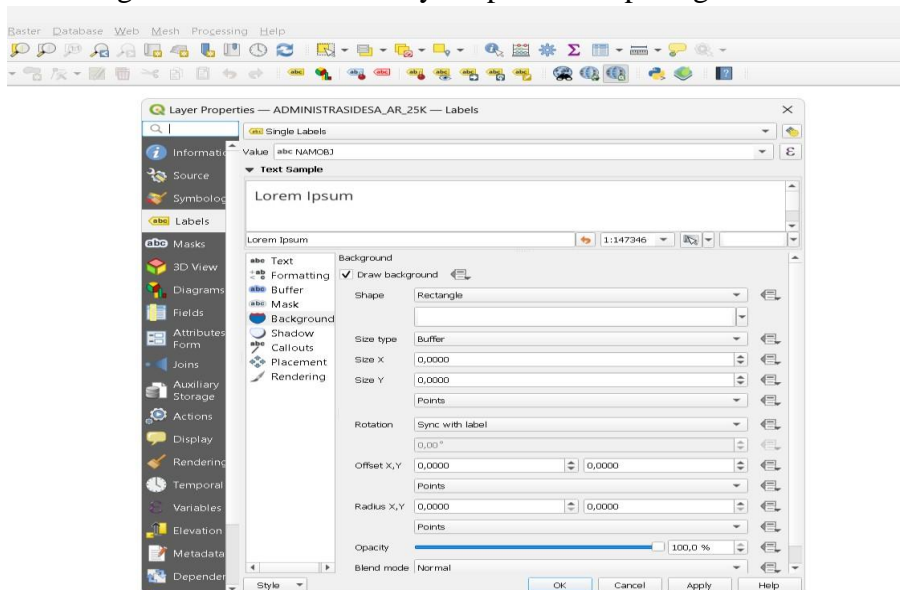 Raster Database Web Mesh Processing Help
Layer Properties — ADMINISTRASIDESA_AR_25K — Labels
Single Labels
Value abc NAMOBJ
Text Sample
Lorem Ipsum
Lorem Ipsum 1:147346
Informatio
Source
Symbolog
Labels
Masks
3D View
Diagrams
Fields
Attributes
Form
Joins
Auxiliary
Storage
Actions
Display
Rendering
Temporal
Variables
Elevation
Metadata
Depender
Text
Formatting
Buffer
Mask
Background
Shadow
Callouts
Placement
Rendering
Background
Draw background
Shape Rectangle
Size type Buffer
Size X 0,0000
Size Y 0,0000
Points
Rotation Sync with label
0,00 °
Offset X,Y 0,0000 0,0000
Points
Radius X,Y 0,0000 0,0000
Points
Opacity 100,0 %
Blend mode Normal
Style OK Cancel Apply Help